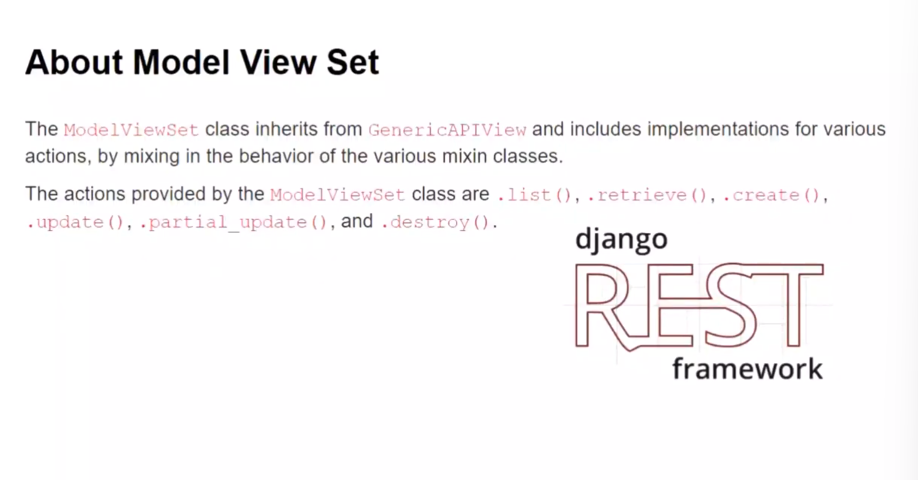 About Model View Set
The ModelViewSet class inherits from GenericAPIView and includes implementations for various
actions, by mixing in the behavior of the various mixin classes.
The actions provided by the ModelViewSet class are .list(), .retrieve(), .create(),
.update(), .partial_update(), and .destroy().
django
REST
framework